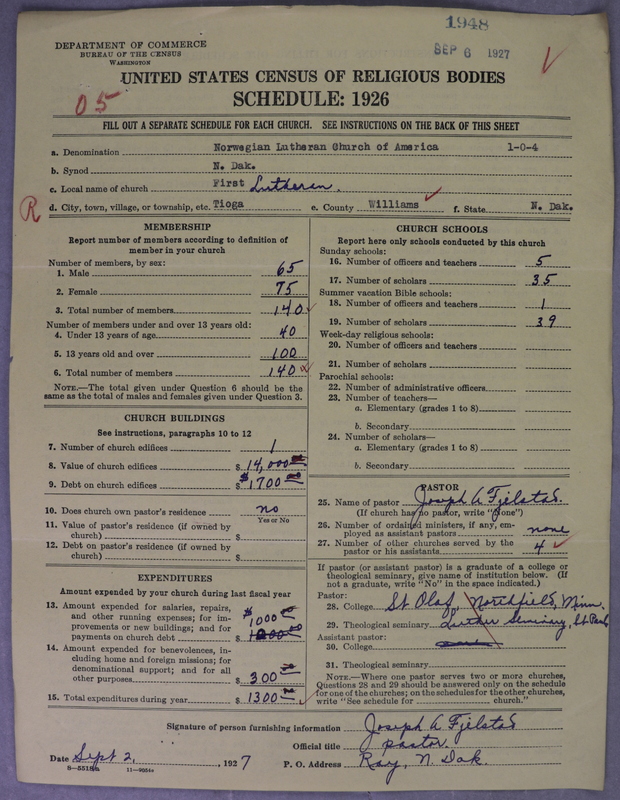 1948
SEP 6 1927
DEPARTMENT OF COMMERCE
BUREAU OF THE CENSUS
WASHINGTON
UNITED STATES CENSUS OF RELIGIOUS BODIES
SCHEDULE: 1926
05
FILL OUT A SEPARATE SCHEDULE FOR EACH CHURCH. SEE INSTRUCTIONS ON THE BACK OF THIS SHEET
a. Denomination Norwegian Lutheran Church of America 1-0-4
b. Synod N. Dak.
c. Local name of church First Lutheran.
R
d. City, town, village, or township, etc. Tioga e. County Williams f. State N. Dak.
MEMBERSHIP
Report number of members according to definition of
member in your church
Number of members, by sex:
1. Male 65
2. Female 75
3. Total number of members 140
Number of members under and over 13 years old:
4. Under 13 years of age 40
5. 13 years old and over 100
6. Total number of members 140
NOTE.—The total given under Question 6 should be the
same as the total of males and females given under Question 3.
CHURCH BUILDINGS
See instructions, paragraphs 10 to 12
7. Number of church edifices 1
8. Value of church edifices $ 14,000
9. Debt on church edifices $ $1700
10. Does church own pastor's residence no
Yes or No
11. Value of pastor's residence (if owned by
church) $
12. Debt on pastor's residence (if owned by
church) $
EXPENDITURES
Amount expended by your church during last fiscal year
13. Amount expended for salaries, repairs,
and other running expenses; for im-
provements or new buildings; and for
payments on church debt $ $1000 00
14. Amount expended for benevolences, in-
cluding home and foreign missions; for
denominational support; and for all
other purposes $ 300
15. Total expenditures during year $ 1300
CHURCH SCHOOLS
Report here only schools conducted by this church
Sunday schools:
16. Number of officers and teachers 5
17. Number of scholars 35
Summer vacation Bible schools:
18. Number of officers and teachers 1
19. Number of scholars 39
Week-day religious schools:
20. Number of officers and teachers
21. Number of scholars
Parochial schools:
22. Number of administrative officers
23. Number of teachers—
a. Elementary (grades 1 to 8)
b. Secondary
24. Number of scholars—
a. Elementary (grades 1 to 8)
b. Secondary
PASTOR
25. Name of pastor Joseph A Fjelstad.
(If church has no pastor, write "none")
26. Number of ordained ministers, if any, em-
ployed as assistant pastors none
27. Number of other churches served by the
pastor or his assistants 4
If pastor (or assistant pastor) is a graduate of a college or
theological seminary, give name of institution below. (If
not a graduate, write "No" in the space indicated.)
Pastor:
28. College St Olaf, Northfield, Minn.
29. Theological seminary Luther Seminary, St Paul
Assistant pastor:
30. College
31. Theological seminary
NOTE.—Where one pastor serves two or more churches,
Questions 28 and 29 should be answered only on the schedule
for one of the churches; on the schedules for the other churches,
write "See schedule for church."
Signature of person furnishing information Joseph A Fjelstad
Official title pastor.
Date Sept 2, 1927 P. O. Address Ray, N. Dak.